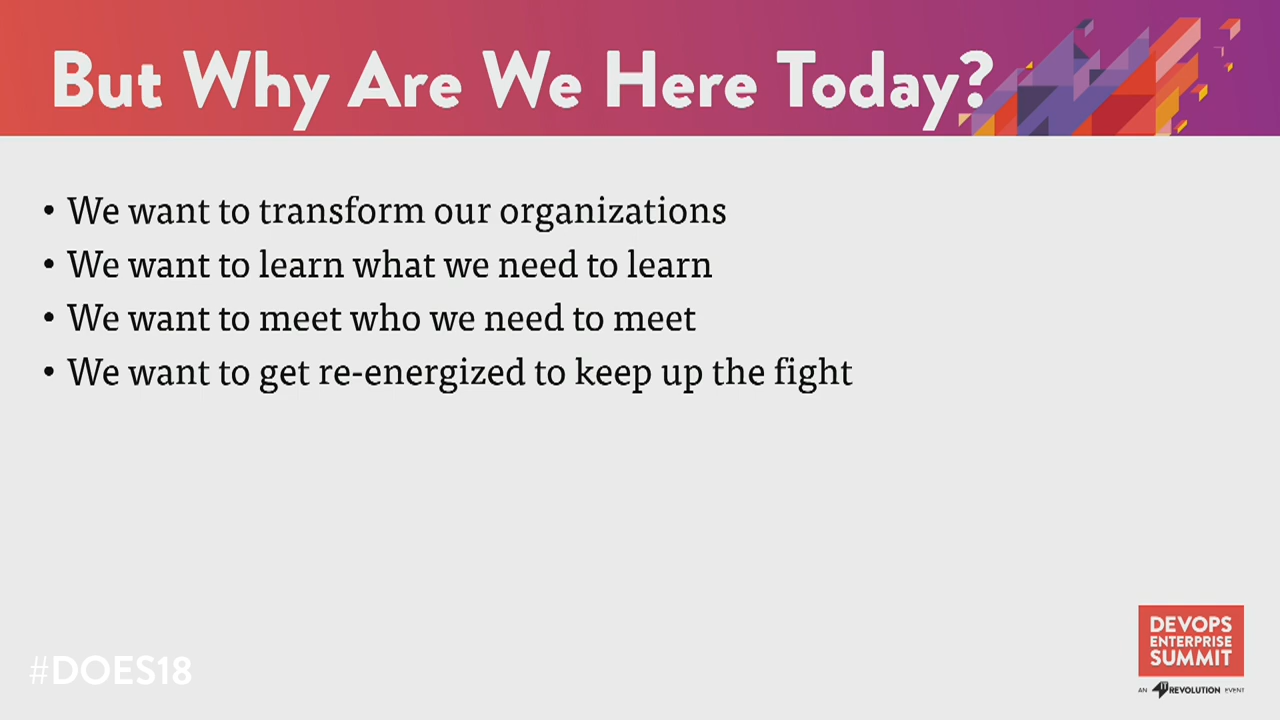 But Why Are We Here Today?
• We want to transform our organizations
• We want to learn what we need to learn
• We want to meet who we need to meet
• We want to get re-energized to keep up the fight
#DOES18
DEVOPS
ENTERPRISE
SUMMIT
AN IT REVOLUTION EVENT